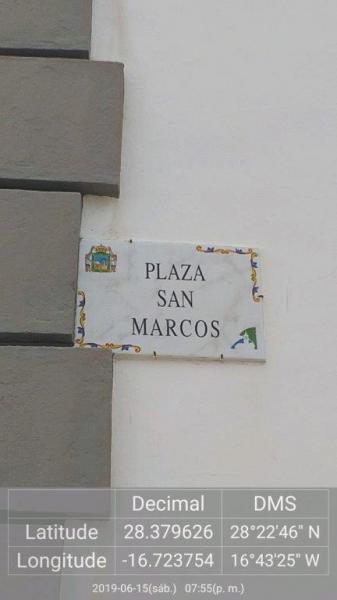 PLAZA
SAN
MARCOS
Decimal DMS
Latitude 28.379626 28°22'46" N
Longitude -16.723754 16°43'25" W
2019-06-15(sáb.) 07:55(p. m.)